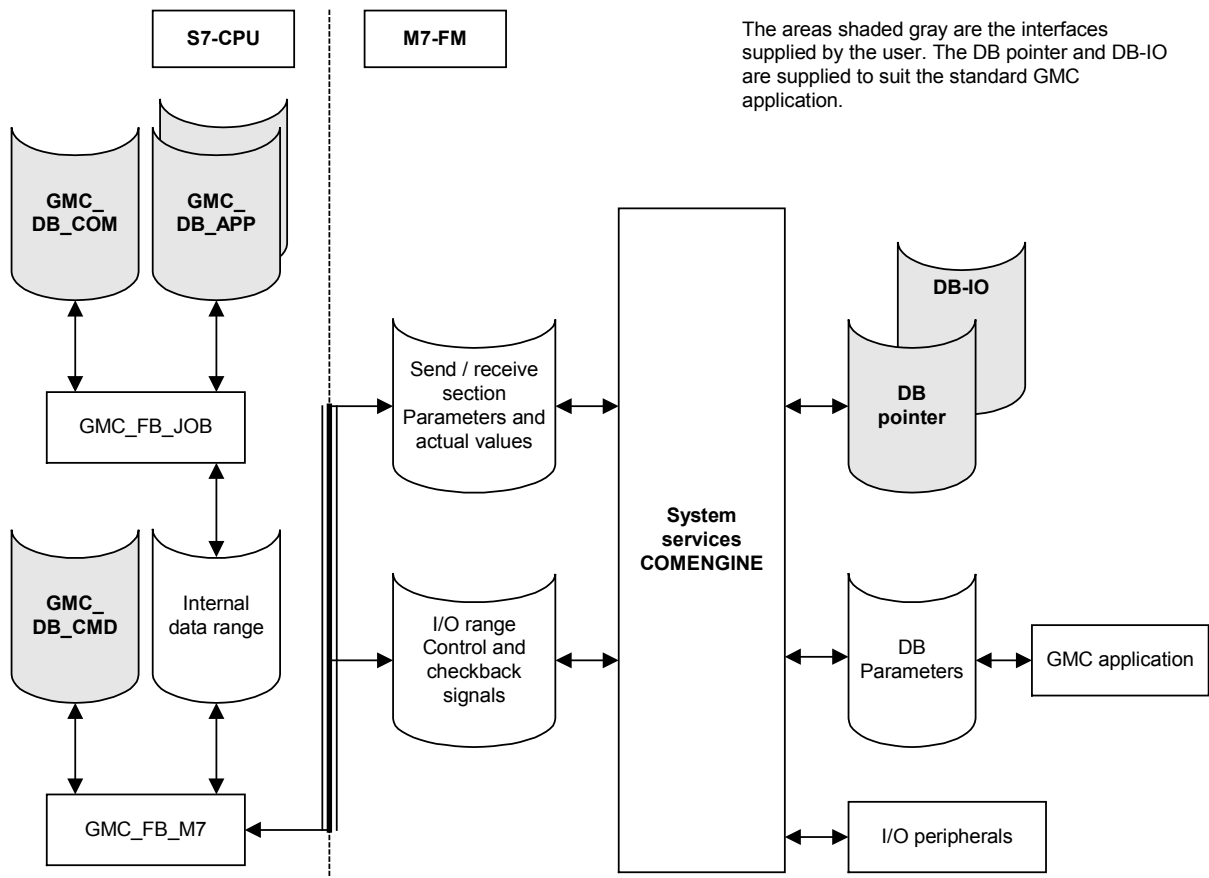 S7-CPU
M7-FM
The areas shaded gray are the interfaces
supplied by the user. The DB pointer and DB-IO
are supplied to suit the standard GMC
application.
GMC_
DB_COM
GMC_
DB_APP
GMC_FB_JOB
GMC_
DB_CMD
Internal
data range
GMC_FB_M7
Send / receive
section
Parameters and
actual values
I/O range
Control and
checkback
signals
System
services
COMENGINE
DB-IO
DB
pointer
DB
Parameters
GMC application
I/O peripherals